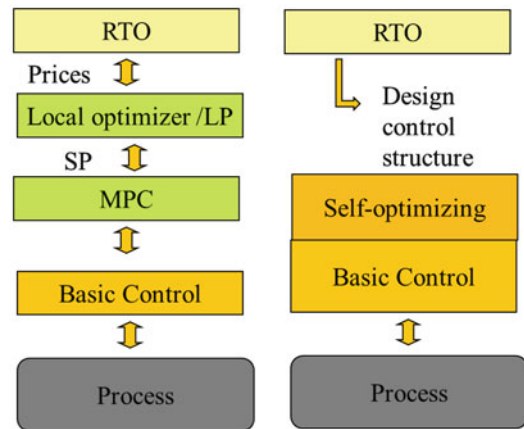 RTO
Prices
Local optimizer /LP
SP
MPC
Basic Control
Process
RTO
Design
control
structure
Self-optimizing
Basic Control
Process